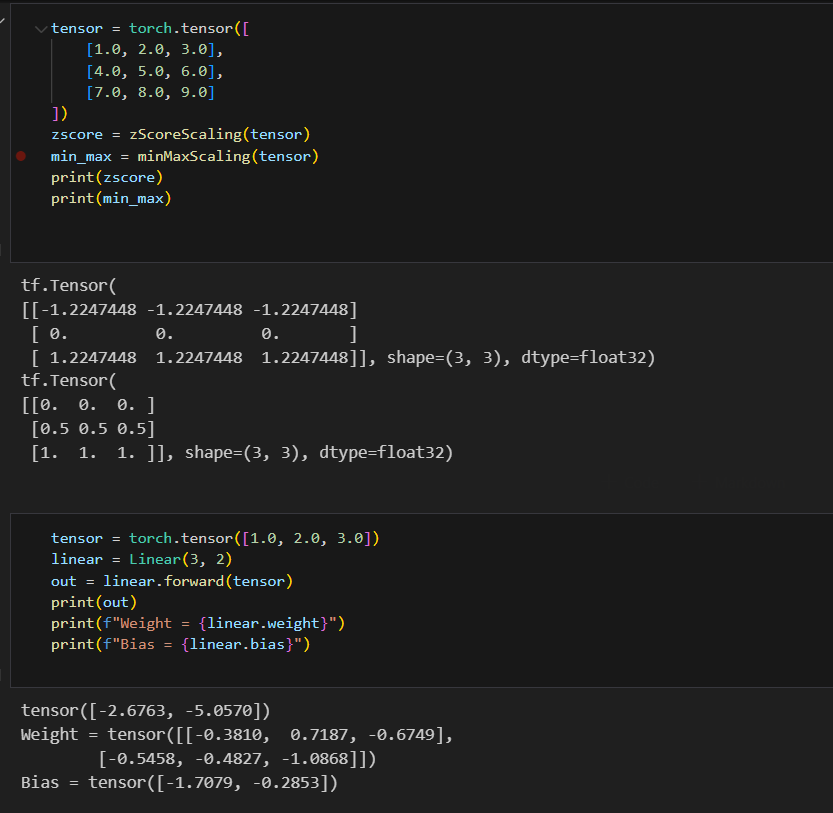 tensor = torch.tensor([
    [1.0, 2.0, 3.0],
    [4.0, 5.0, 6.0],
    [7.0, 8.0, 9.0]
])
zscore = zScoreScaling(tensor)
min_max = minMaxScaling(tensor)
print(zscore)
print(min_max)
tf.Tensor(
[[-1.2247448 -1.2247448 -1.2247448]
 [ 0.         0.         0.       ]
 [ 1.2247448  1.2247448  1.2247448]], shape=(3, 3), dtype=float32)
tf.Tensor(
[[0.  0.  0. ]
 [0.5 0.5 0.5]
 [1.  1.  1. ]], shape=(3, 3), dtype=float32)
tensor = torch.tensor([1.0, 2.0, 3.0])
linear = Linear(3, 2)
out = linear.forward(tensor)
print(out)
print(f"Weight = {linear.weight}")
print(f"Bias = {linear.bias}")
tensor([-2.6763, -5.0570])
Weight = tensor([[-0.3810,  0.7187, -0.6749],
        [-0.5458, -0.4827, -1.0868]])
Bias = tensor([-1.7079, -0.2853])